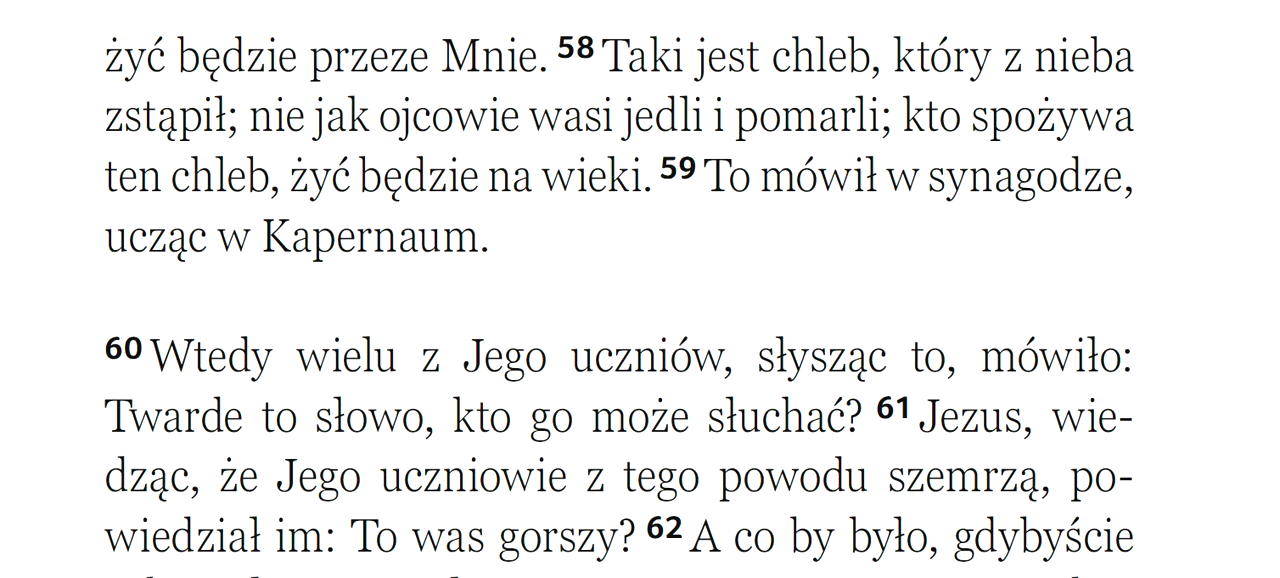 żyć będzie przeze Mnie. 58 Taki jest chleb, który z nieba
zstąpił; nie jak ojcowie wasi jedli i pomarli; kto spożywa
ten chleb, żyć będzie na wieki. 59 To mówił w synagodze,
ucząc w Kapernaum.
60 Wtedy wielu z Jego uczniów, słysząc to, mówiło:
Twarde to słowo, kto go może słuchać? 61 Jezus, wie-
dząc, że Jego uczniowie z tego powodu szemrzą, po-
wiedział im: To was gorszy? 62 A co by było, gdybyście